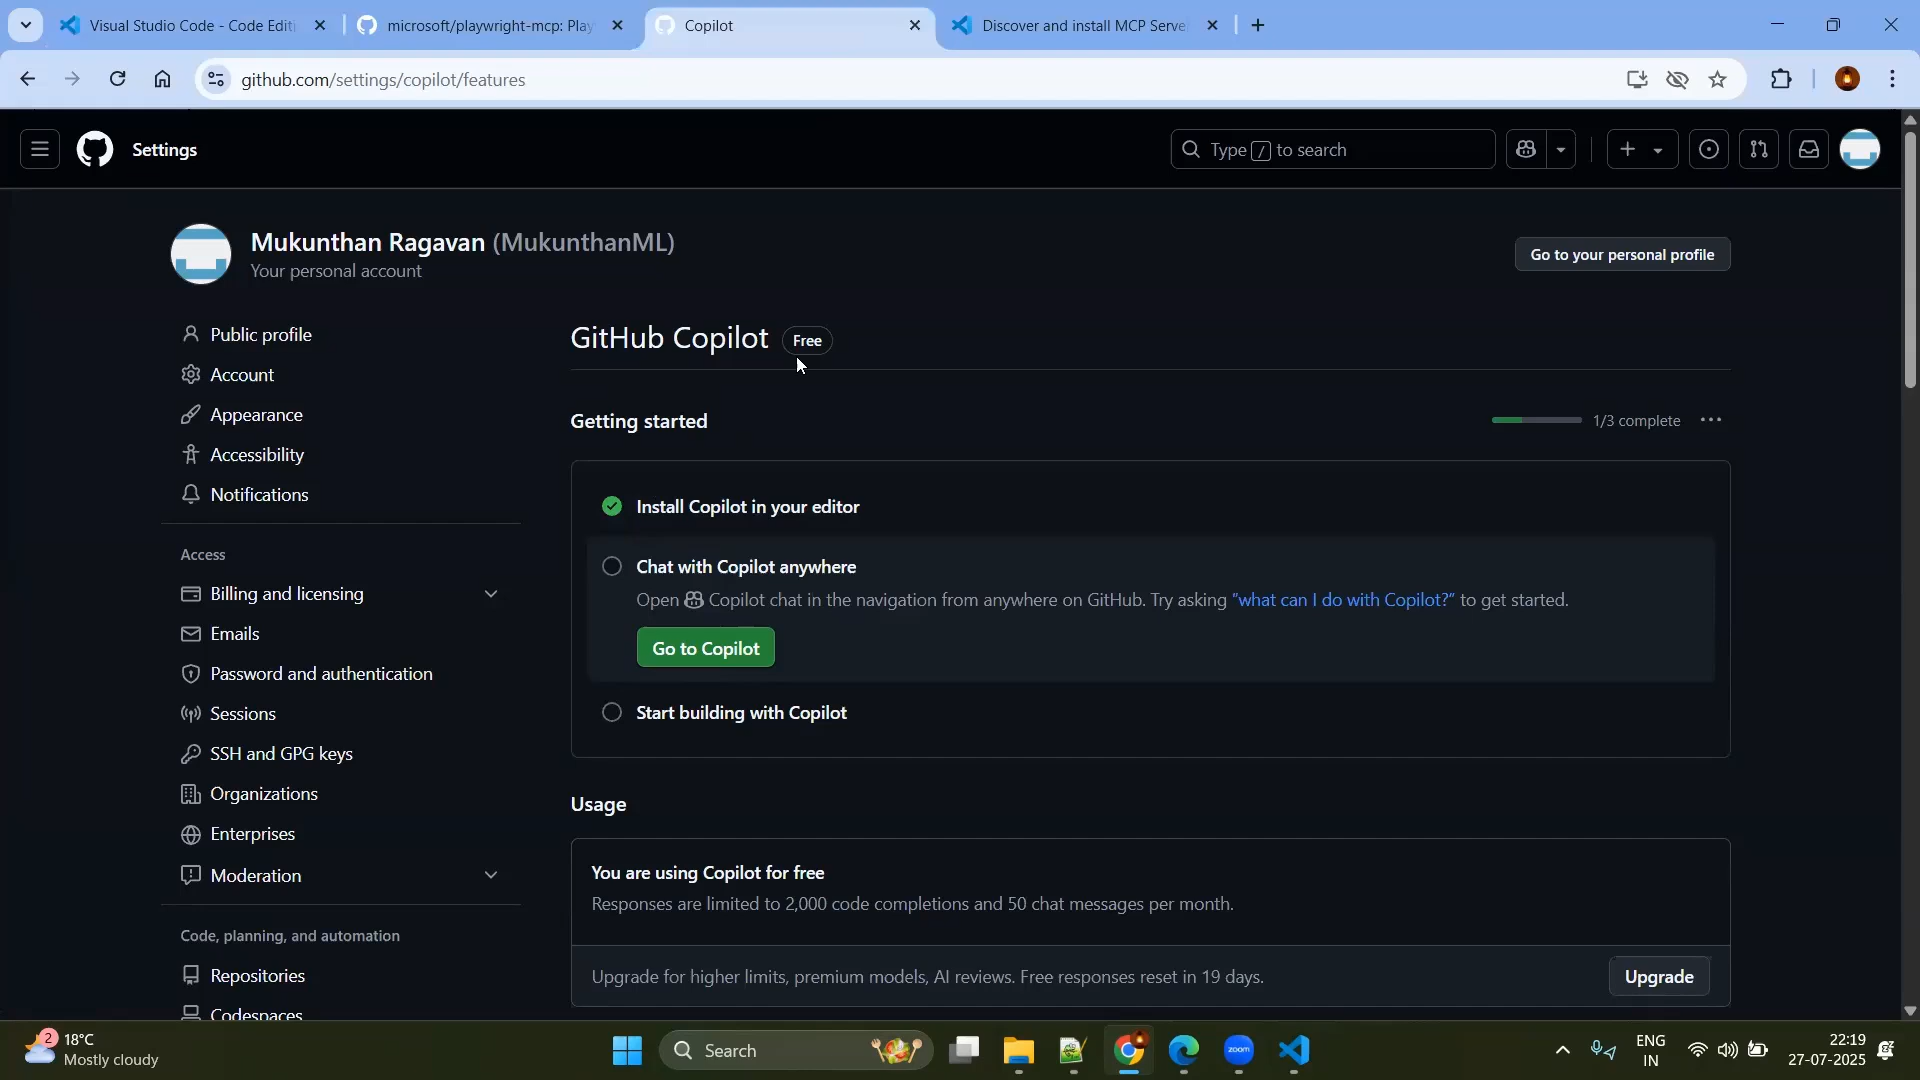 Visual Studio Code - Code Edit
microsoft/playwright-mcp: Play
Copilot
Discover and install MCP Serve
github.com/settings/copilot/features
Settings
Type / to search
Mukunthan Ragavan (MukunthanML)
Your personal account
Go to your personal profile
Public profile
Account
Appearance
Accessibility
Notifications
Access
Billing and licensing
Emails
Password and authentication
Sessions
SSH and GPG keys
Organizations
Enterprises
Moderation
Code, planning, and automation
Repositories
Codespaces
GitHub Copilot Free
Getting started
1/3 complete
Install Copilot in your editor
Chat with Copilot anywhere
Open Copilot chat in the navigation from anywhere on GitHub. Try asking "what can I do with Copilot?" to get started.
Go to Copilot
Start building with Copilot
Usage
You are using Copilot for free
Responses are limited to 2,000 code completions and 50 chat messages per month.
Upgrade for higher limits, premium models, AI reviews. Free responses reset in 19 days.
Upgrade
2
18°C
Mostly cloudy
Search
zoom
ENG
IN
22:19
27-07-2025